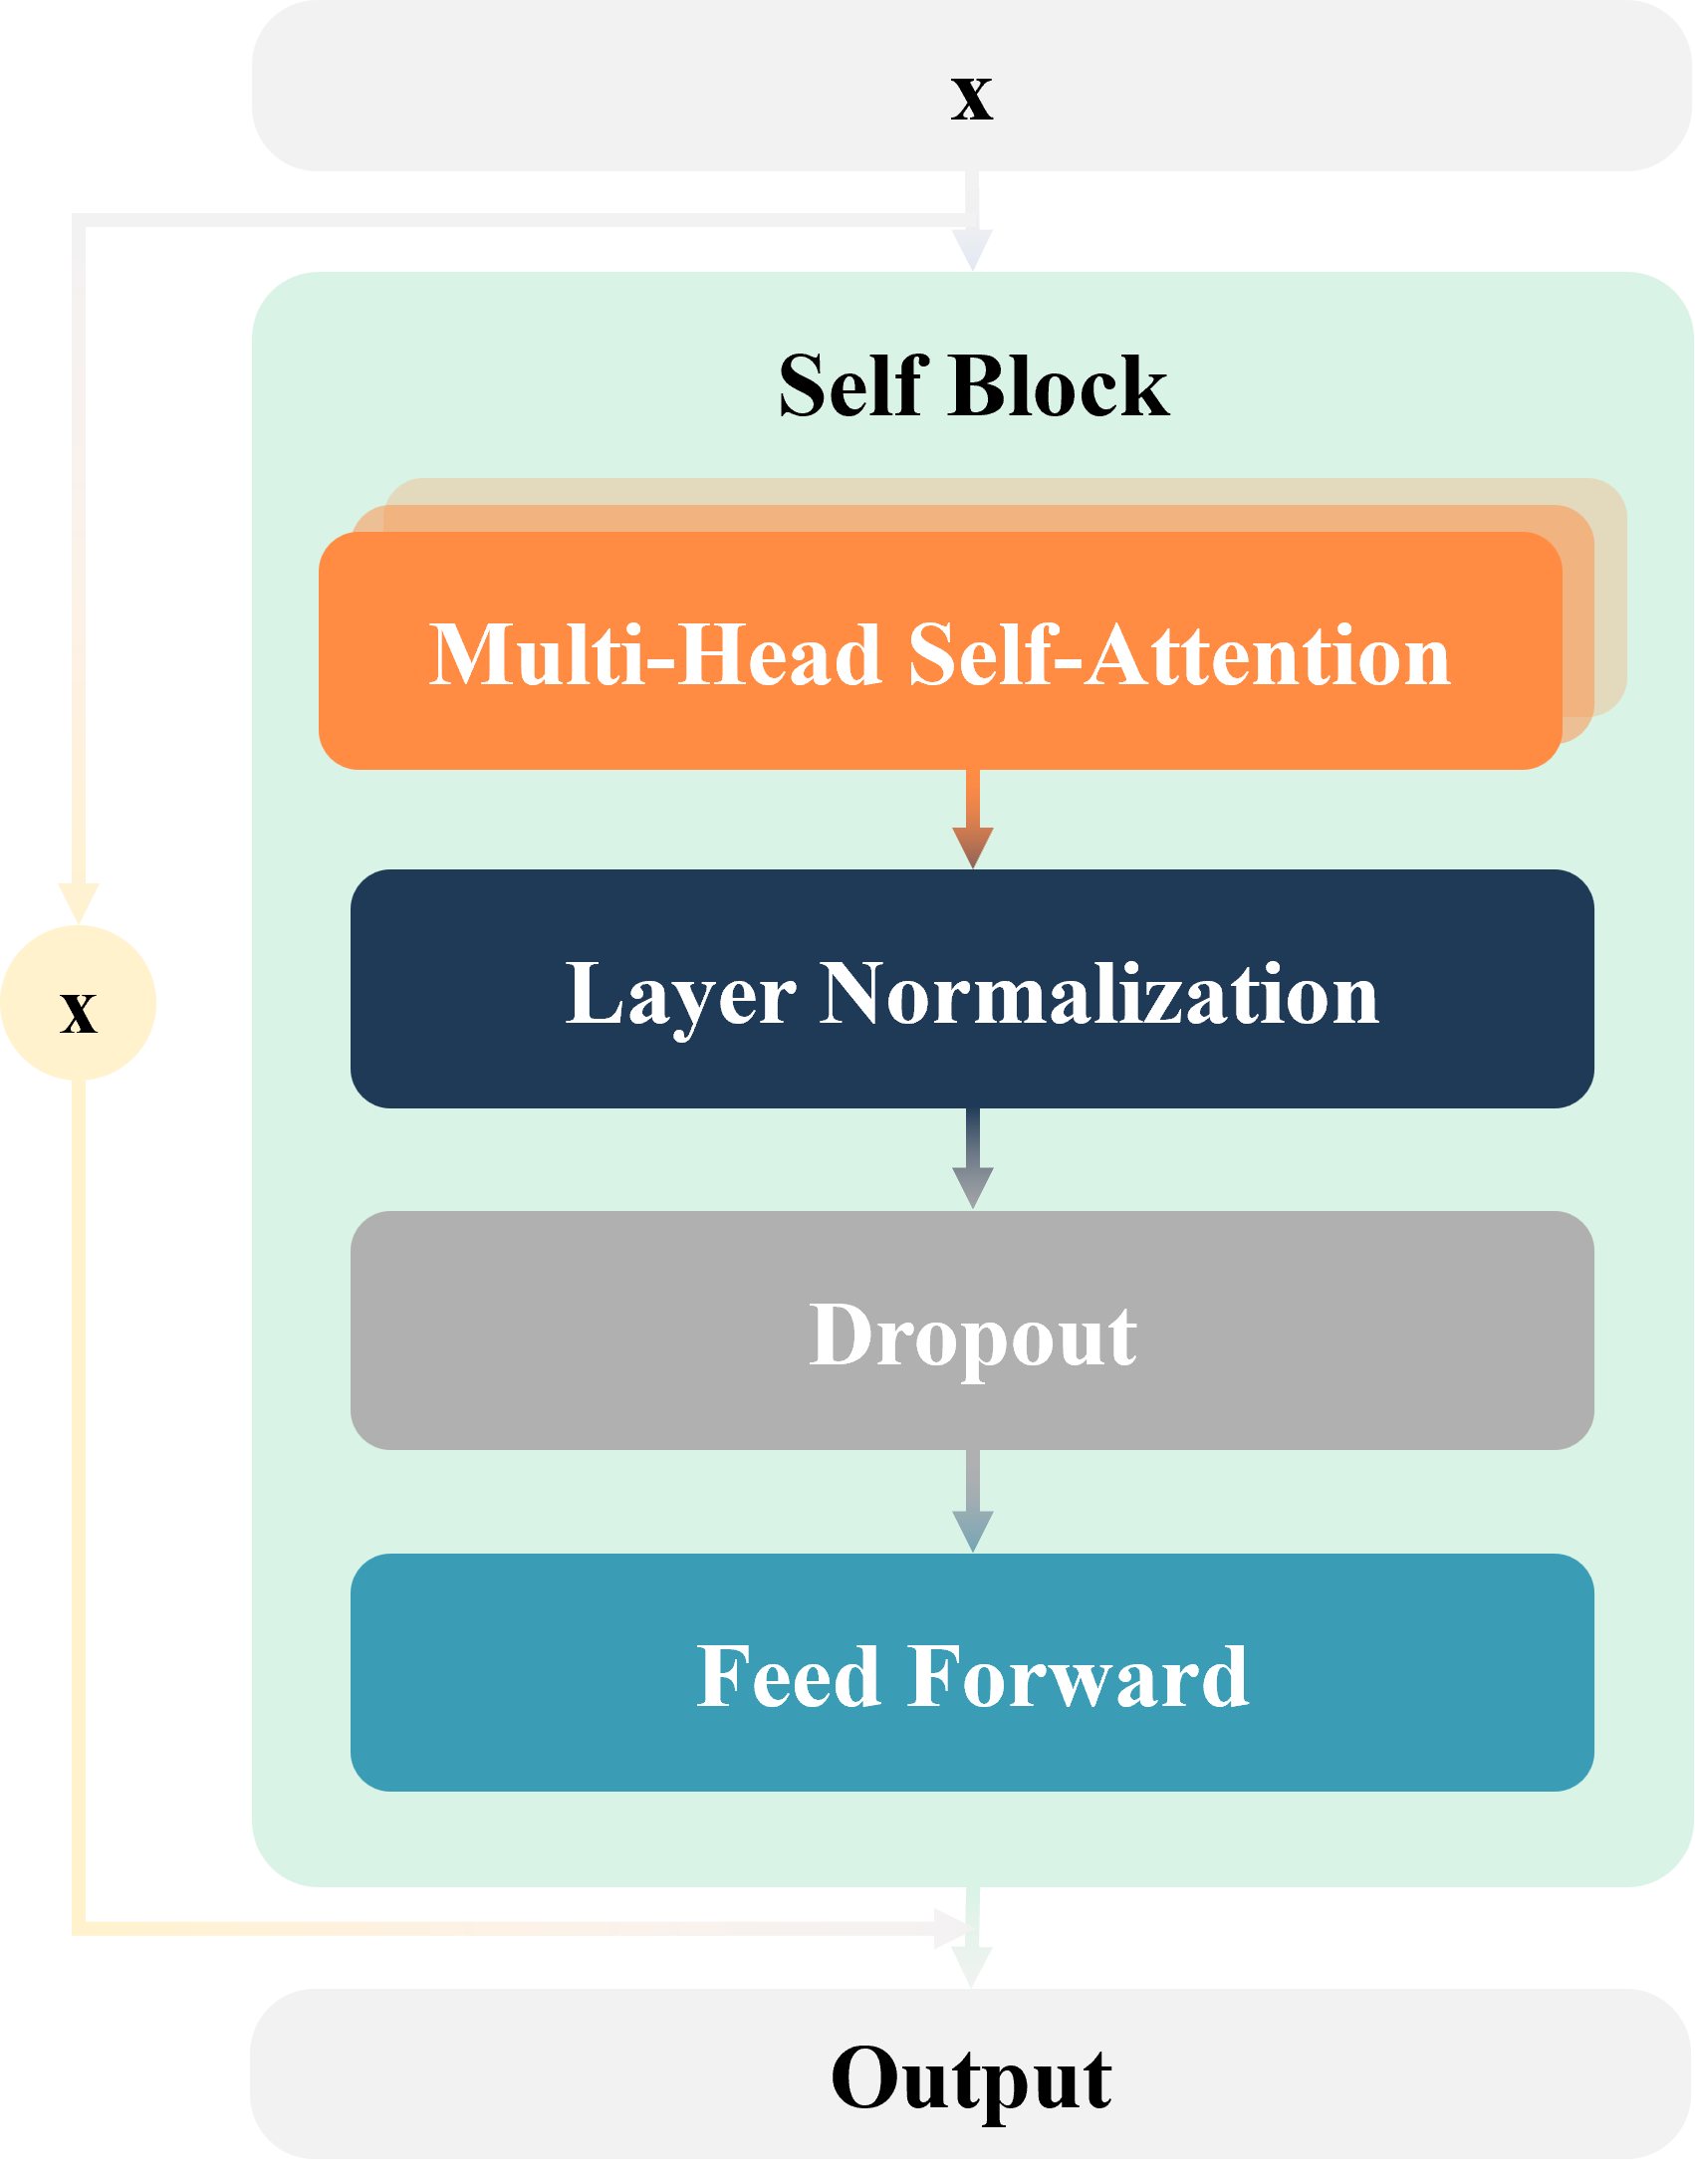 x
Self Block
Multi-Head Self-Attention
Layer Normalization
x
Dropout
Feed Forward
Output